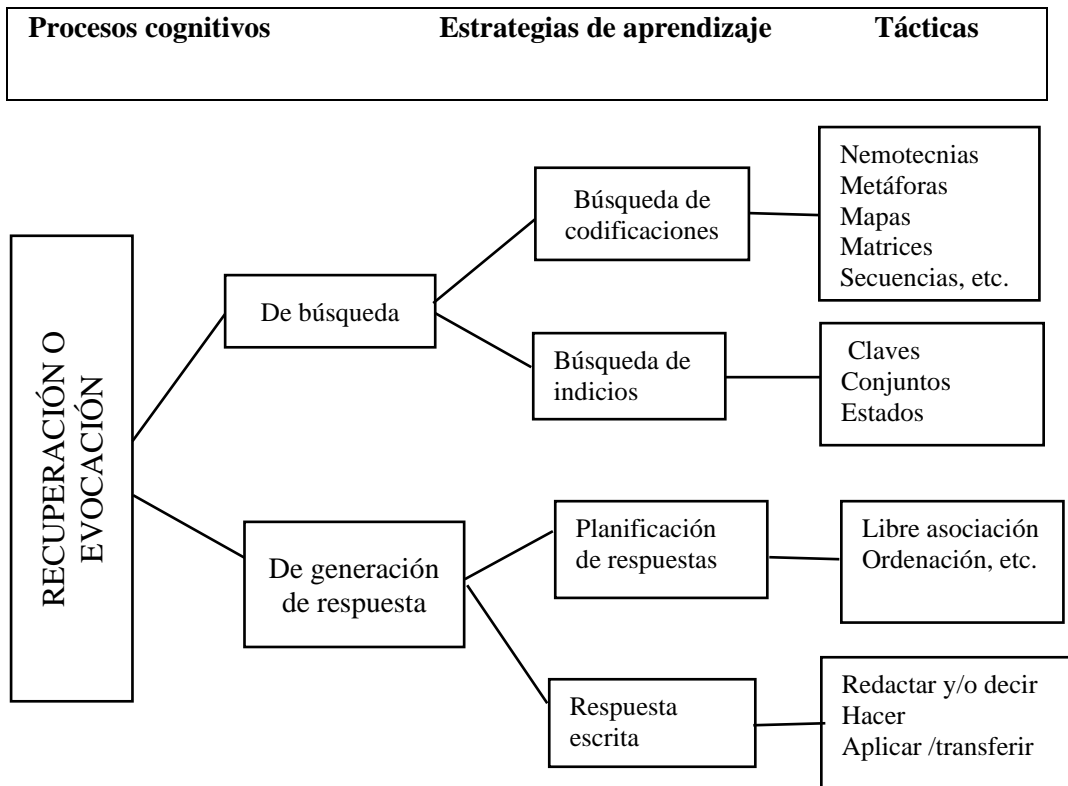 Procesos cognitivos Estrategias de aprendizaje Tácticas
RECUPERACIÓN O
EVOCACIÓN
De búsqueda
Búsqueda de
codificaciones
Nemotecnias
Metáforas
Mapas
Matrices
Secuencias, etc.
Búsqueda de
indicios
Claves
Conjuntos
Estados
De generación
de respuesta
Planificación
de respuestas
Libre asociación
Ordenación, etc.
Respuesta
escrita
Redactar y/o decir
Hacer
Aplicar /transferir